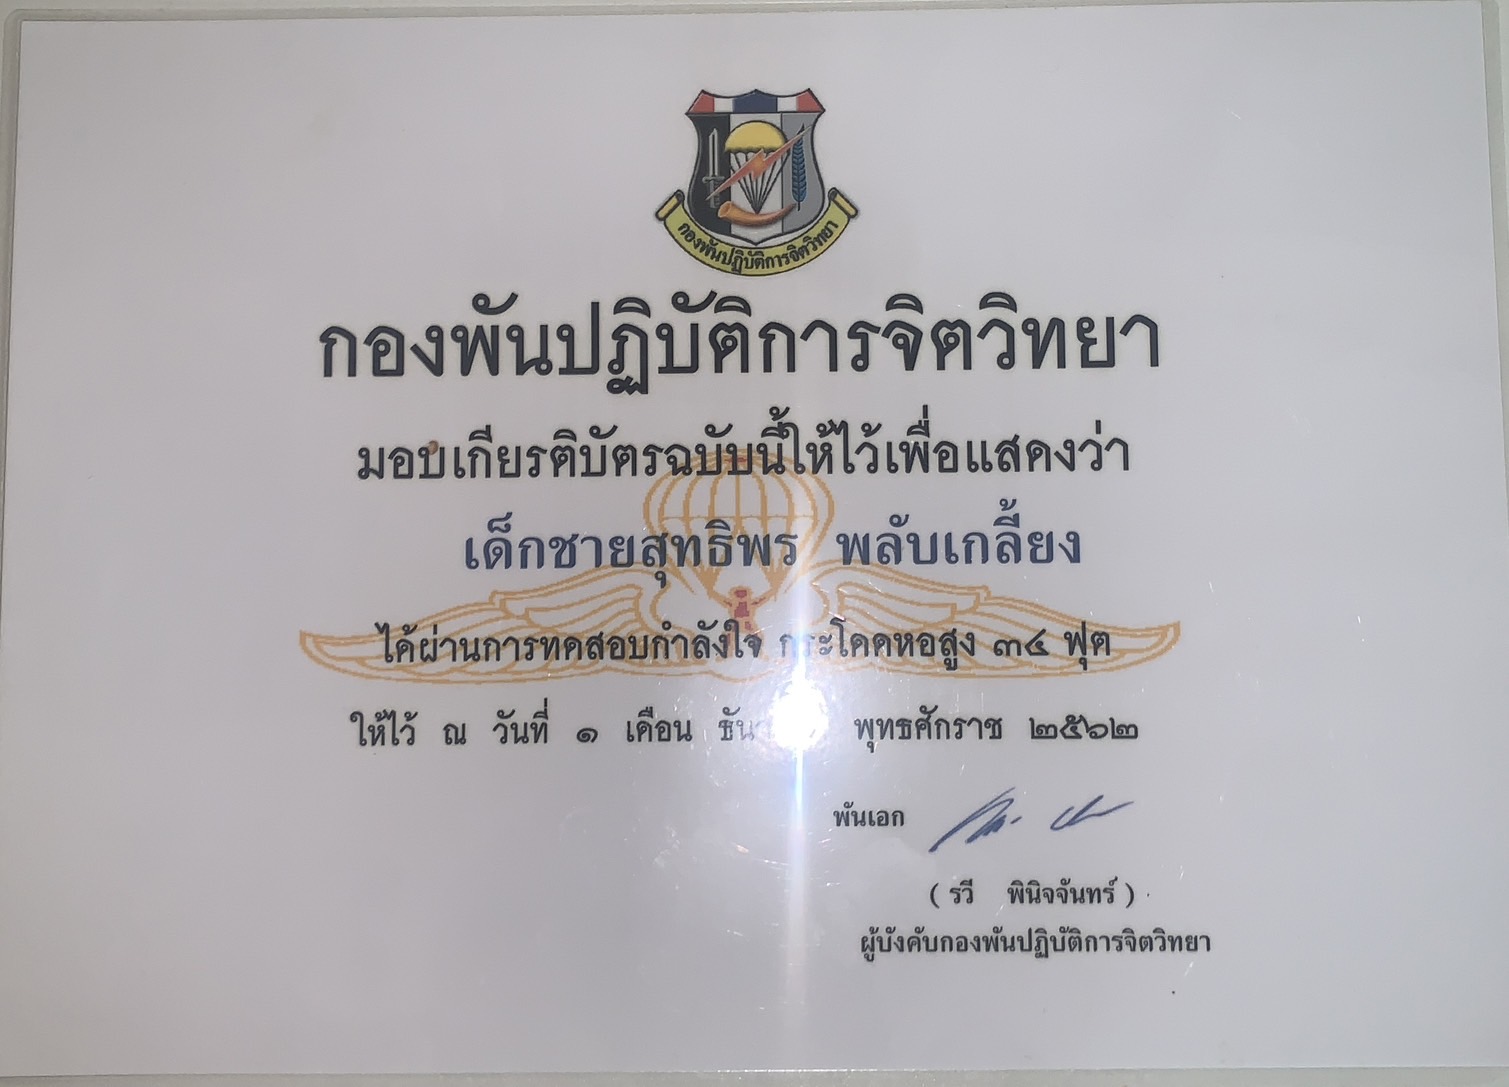 กองพันปฏิบัติการจิตวิทยา
กองพันปฏิบัติการจิตวิทยา
มอบเกียรติบัตรฉบับนี้ให้ไว้เพื่อแสดงว่า
เด็กชายสุทธิพร พลับเกลี้ยง
ได้ผ่านการทดสอบกำลังใจ กระโดดหอสูง ๓๔ ฟุต
ให้ไว้ ณ วันที่ ๑ เดือน พุทธศักราช ๒๕๖๒
พันเอก
( รวี พินิจจันทร์ )
ผู้บังคับกองพันปฏิบัติการจิตวิทยา